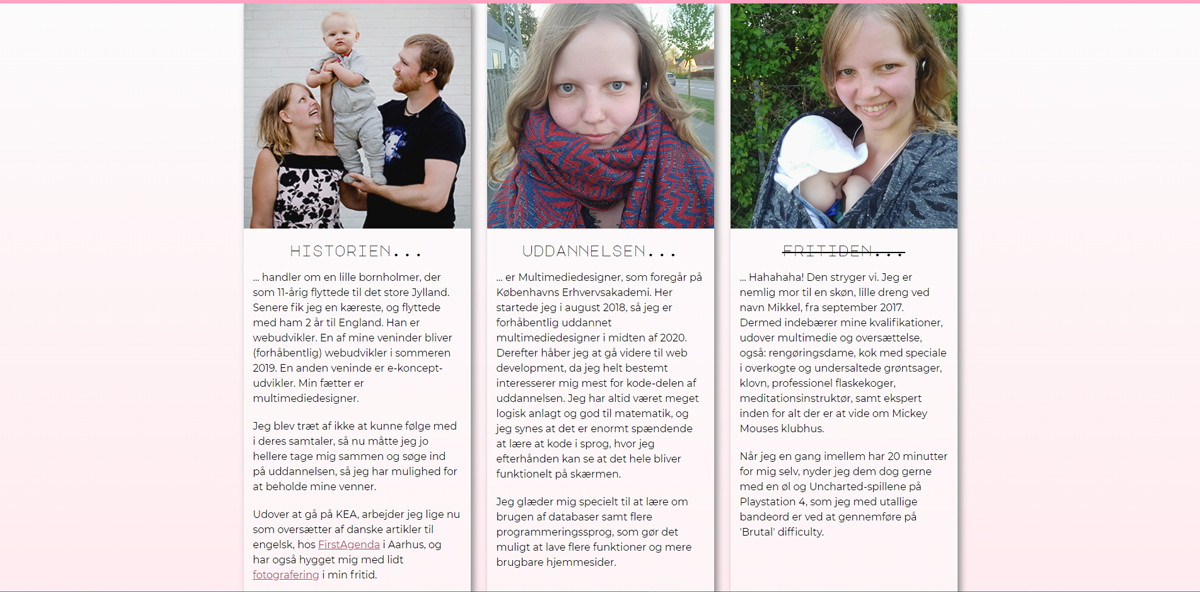 HISTORIEN...
... handler om en lille bornholmer, der
som 11-årig flyttede til det store Jylland.
Senere fik jeg en kæreste, og flyttede
med ham 2 år til England. Han er
webudvikler. En af mine veninder bliver
(forhåbentlig) webudvikler i sommeren
2019. En anden veninde er e-koncept-
udvikler. Min fætter er
multimediedesigner.
Jeg blev træt af ikke at kunne følge med
i deres samtaler, så nu måtte jeg jo
hellere tage mig sammen og søge ind
på uddannelsen, så jeg har mulighed for
at beholde mine venner.
Udover at gå på KEA, arbejder jeg lige nu
som oversætter af danske artikler til
engelsk, hos FirstAgenda i Aarhus, og
har også hygget mig med lidt
fotografering i min fritid.
UDDANNELSEN...
... er Multimediedesigner, som foregår på
Københavns Erhvervsakademi. Her
startede jeg i august 2018, så jeg er
forhåbentlig uddannet
multimediedesigner i midten af 2020.
Derefter håber jeg at gå videre til web
development, da jeg helt bestemt
interesserer mig mest for kode-delen af
uddannelsen. Jeg har altid været meget
logisk anlagt og god til matematik, og
jeg synes at det er enormt spændende
at lære at kode i sprog, hvor jeg
efterhånden kan se at det hele bliver
funktionelt på skærmen.
Jeg glæder mig specielt til at lære om
brugen af databaser samt flere
programmeringssprog, som gør det
muligt at lave flere funktioner og mere
brugbare hjemmesider.
FRITIDEN...
... Hahahaha! Den stryger vi. Jeg er
nemlig mor til en skøn, lille dreng ved
navn Mikkel, fra september 2017.
Dermed indebærer mine kvalifikationer,
udover multimedie og oversættelse,
også: rengøringsdame, kok med speciale
i overkogte og undersaltede grøntsager,
klovn, professionel flaskekoger,
meditationsinstruktør, samt ekspert
inden for alt der er at vide om Mickey
Mouses klubhus.
Når jeg en gang imellem har 20 minutter
for mig selv, nyder jeg dem dog gerne
med en øl og Uncharted-spillene på
Playstation 4, som jeg med utallige
bandeord er ved at gennemføre på
'Brutal' difficulty.